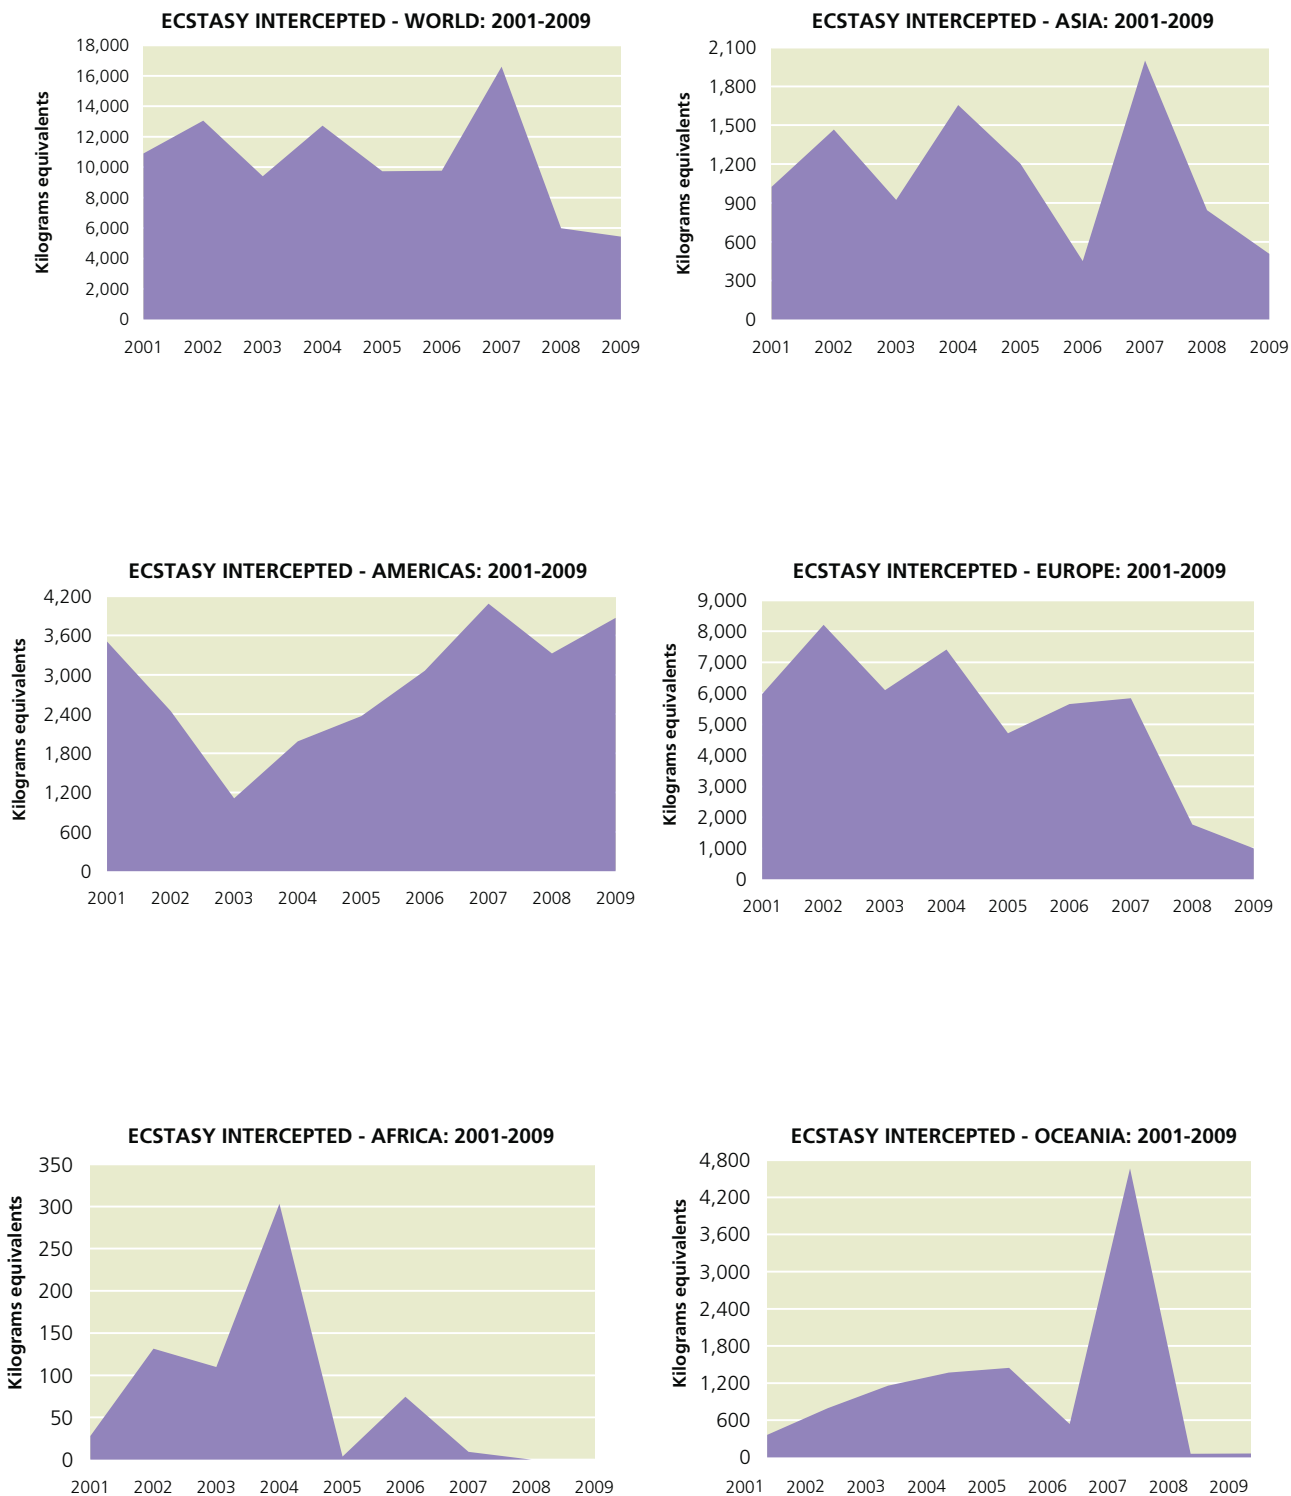 ECSTASY INTERCEPTED - WORLD: 2001-2009
Kilograms equivalents
18,000
16,000
14,000
12,000
10,000
8,000
6,000
4,000
2,000
0
2001 2002 2003 2004 2005 2006 2007 2008 2009
ECSTASY INTERCEPTED - ASIA: 2001-2009
Kilograms equivalents
2,100
1,800
1,500
1,200
900
600
300
0
2001 2002 2003 2004 2005 2006 2007 2008 2009
ECSTASY INTERCEPTED - AMERICAS: 2001-2009
Kilograms equivalents
4,200
3,600
3,000
2,400
1,800
1,200
600
0
2001 2002 2003 2004 2005 2006 2007 2008 2009
ECSTASY INTERCEPTED - EUROPE: 2001-2009
Kilograms equivalents
9,000
8,000
7,000
6,000
5,000
4,000
3,000
2,000
1,000
0
2001 2002 2003 2004 2005 2006 2007 2008 2009
ECSTASY INTERCEPTED - AFRICA: 2001-2009
Kilograms equivalents
350
300
250
200
150
100
50
0
2001 2002 2003 2004 2005 2006 2007 2008 2009
ECSTASY INTERCEPTED - OCEANIA: 2001-2009
Kilograms equivalents
4,800
4,200
3,600
3,000
2,400
1,800
1,200
600
0
2001 2002 2003 2004 2005 2006 2007 2008 2009